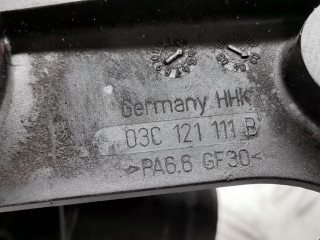 Germany HHK
03C 121 111 B
>PA6.6 GF30<